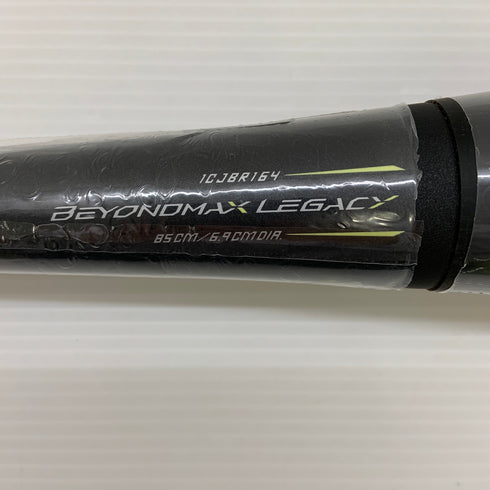 1CJBR164
BEYONDMAX LEGACY
85CM/6.9CMDIA.